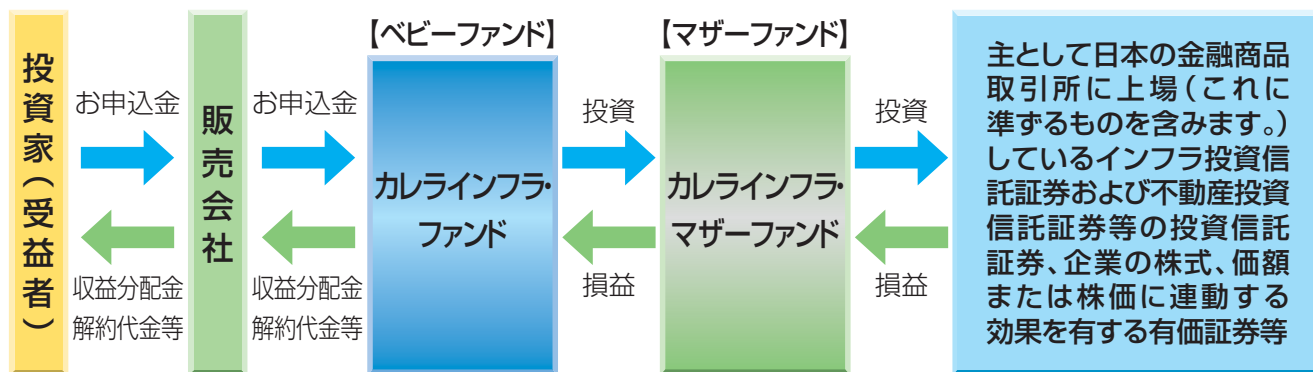 投資家(受益者)
お申込金
収益分配金
解約代金等
販売会社
お申込金
収益分配金
解約代金等
【ベビーファンド】
カレラインフラ・
ファンド
投資
損益
【マザーファンド】
カレラインフラ・
マザーファンド
投資
損益
主として日本の金融商品
取引所に上場(これに
準ずるものを含みます。)
しているインフラ投資信
託証券および不動産投資
信託証券等の投資信託
証券、企業の株式、価額
または株価に連動する
効果を有する有価証券等